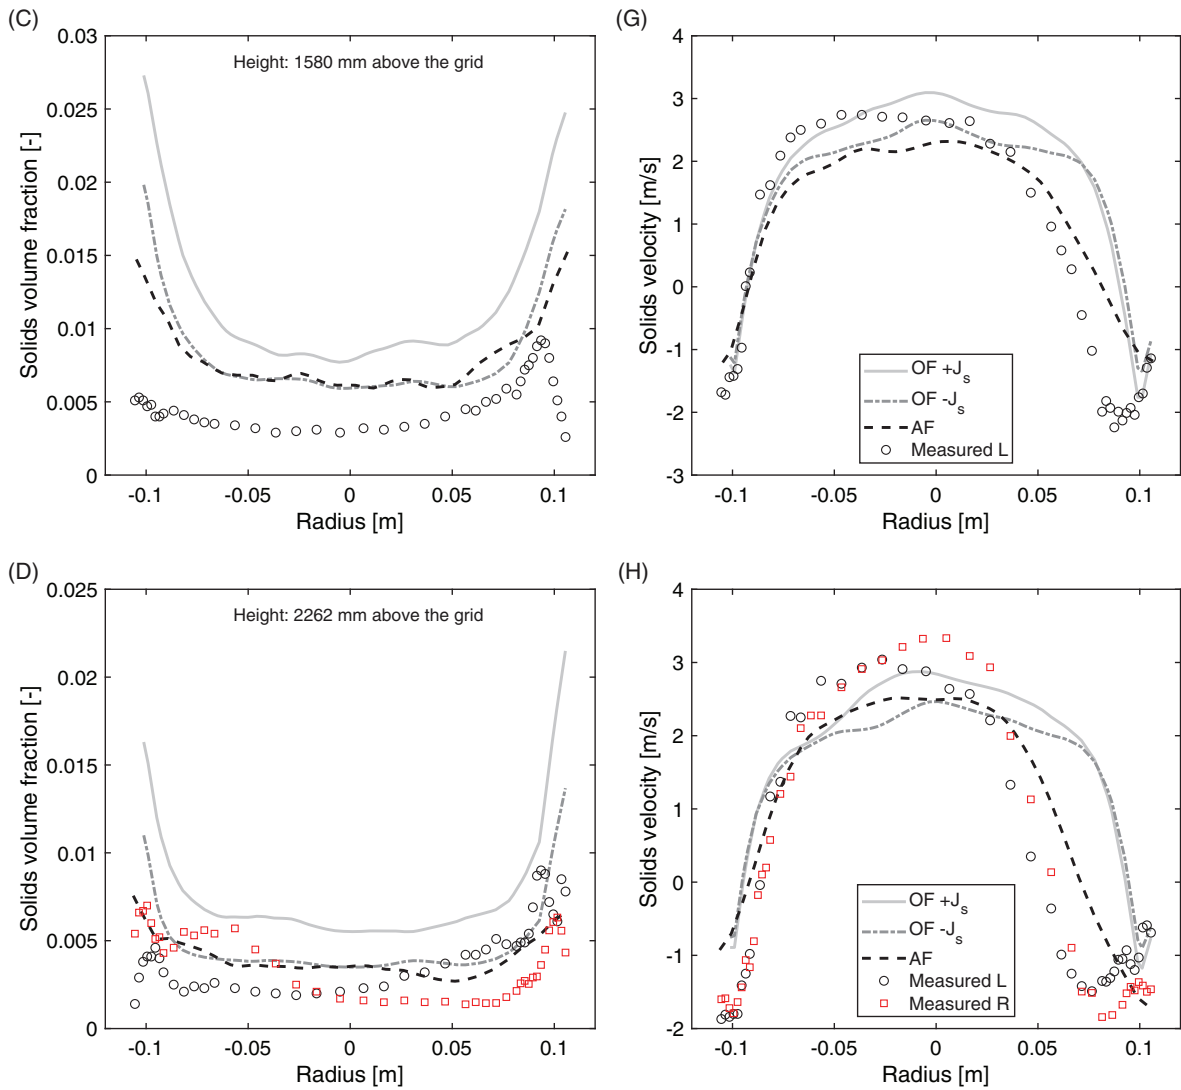 (C)
0.03
0.025
0.02
0.015
0.01
0.005
0
Solids volume fraction [-]
Height: 1580 mm above the grid
-0.1
-0.05
0
0.05
0.1
Radius [m]
(G)
4
3
2
1
0
-1
-2
-3
Solids velocity [m/s]
OF +Js
OF -Js
AF
Measured L
-0.1
-0.05
0
0.05
0.1
Radius [m]
(D)
0.025
0.02
0.015
0.01
0.005
0
Solids volume fraction [-]
Height: 2262 mm above the grid
-0.1
-0.05
0
0.05
0.1
Radius [m]
(H)
4
3
2
1
0
-1
-2
Solids velocity [m/s]
OF +Js
OF -Js
AF
Measured L
Measured R
-0.1
-0.05
0
0.05
0.1
Radius [m]